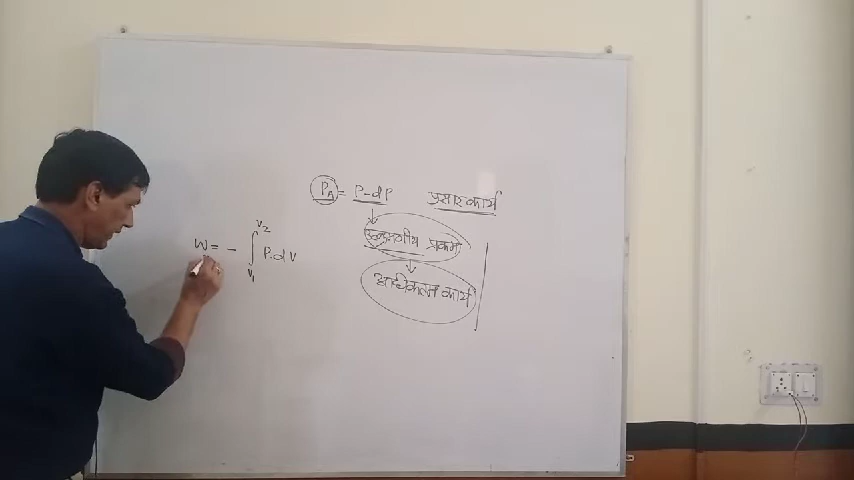 P_A = P-dP प्रसार कार्य
उत्क्रमणीय प्रक्रम
अधिकतम कार्य
W = - ∫_{V1}^{V2} P.dV